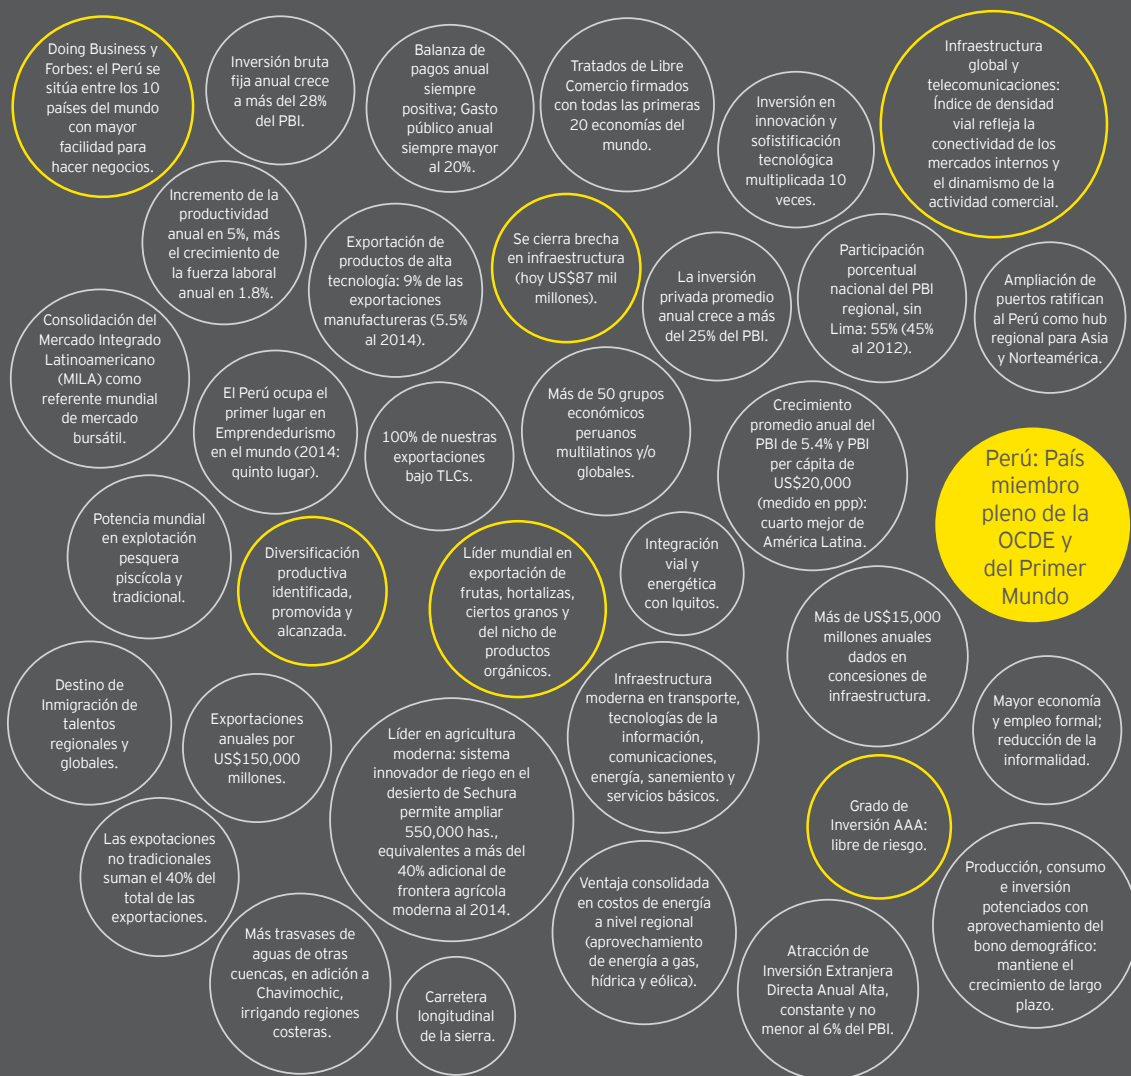 Doing Business y
Forbes: el Perú se
sitúa entre los 10
países del mundo
con mayor
facilidad para
hacer negocios.
Inversión bruta
fija anual crece
a más del 28%
del PBI.
Balanza de
pagos anual
siempre
positiva; Gasto
público anual
siempre mayor
al 20%.
Tratados de Libre
Comercio firmados
con todas las primeras
20 economías del
mundo.
Inversión en
innovación y
sofistificación
tecnológica
multiplicada 10
veces.
Infraestructura
global y
telecomunicaciones:
Índice de densidad
vial refleja la
conectividad de los
mercados internos y
el dinamismo de la
actividad comercial.
Incremento de la
productividad
anual en 5%, más
el crecimiento de
la fuerza laboral
anual en 1.8%.
Exportación de
productos de alta
tecnología: 9% de las
exportaciones
manufactureras (5.5%
al 2014).
Se cierra brecha
en infraestructura
(hoy US$87 mil
millones).
La inversión
privada promedio
anual crece a más
del 25% del PBI.
Participación
porcentual
nacional del PBI
regional, sin
Lima: 55% (45%
al 2012).
Ampliación de
puertos ratifican
al Perú como hub
regional para Asia
y Norteamérica.
Consolidación del
Mercado Integrado
Latinoamericano
(MILA) como
referente mundial
de mercado
bursátil.
El Perú ocupa el
primer lugar en
Emprendedurismo
en el mundo (2014:
quinto lugar).
100% de nuestras
exportaciones
bajo TLCs.
Más de 50 grupos
económicos
peruanos
multilatinos y/o
globales.
Crecimiento
promedio anual del
PBI de 5.4% y PBI
per cápita de
US$20,000
(medido en ppp):
cuarto mejor de
América Latina.
Perú: País
miembro
pleno de la
OCDE y
del Primer
Mundo
Potencia mundial
en explotación
pesquera
piscícola y
tradicional.
Diversificación
productiva
identificada,
promovida y
alcanzada.
Líder mundial en
exportación de
frutas, hortalizas,
ciertos granos y
del nicho de
productos
orgánicos.
Integración
vial y
energética
con Iquitos.
Más de US$15,000
millones anuales
dados en
concesiones de
infraestructura.
Destino de
Inmigración de
talentos
regionales y
globales.
Exportaciones
anuales por
US$150,000
millones.
Líder en agricultura
moderna: sistema
innovador de riego en el
desierto de Sechura
permite ampliar
550,000 has.,
equivalentes a más del
40% adicional de
frontera agrícola
moderna al 2014.
Infraestructura
moderna en transporte,
tecnologías de la
información,
comunicaciones,
energía, sanemiento y
servicios básicos.
Mayor economía
y empleo formal;
reducción de la
informalidad.
Grado de
Inversión AAA:
libre de riesgo.
Las expotaciones
no tradicionales
suman el 40% del
total de las
exportaciones.
Ventaja consolidada
en costos de energía
a nivel regional
(aprovechamiento
de energía a gas,
hídrica y eólica).
Producción, consumo
e inversión
potenciados con
aprovechamiento del
bono demográfico:
mantiene el
crecimiento de largo
plazo.
Más trasvases de
aguas de otras
cuencas, en adición a
Chavimochic,
irrigando regiones
costeras.
Carretera
longitudinal
de la sierra.
Atracción de
Inversión Extranjera
Directa Anual Alta,
constante y no
menor al 6% del PBI.